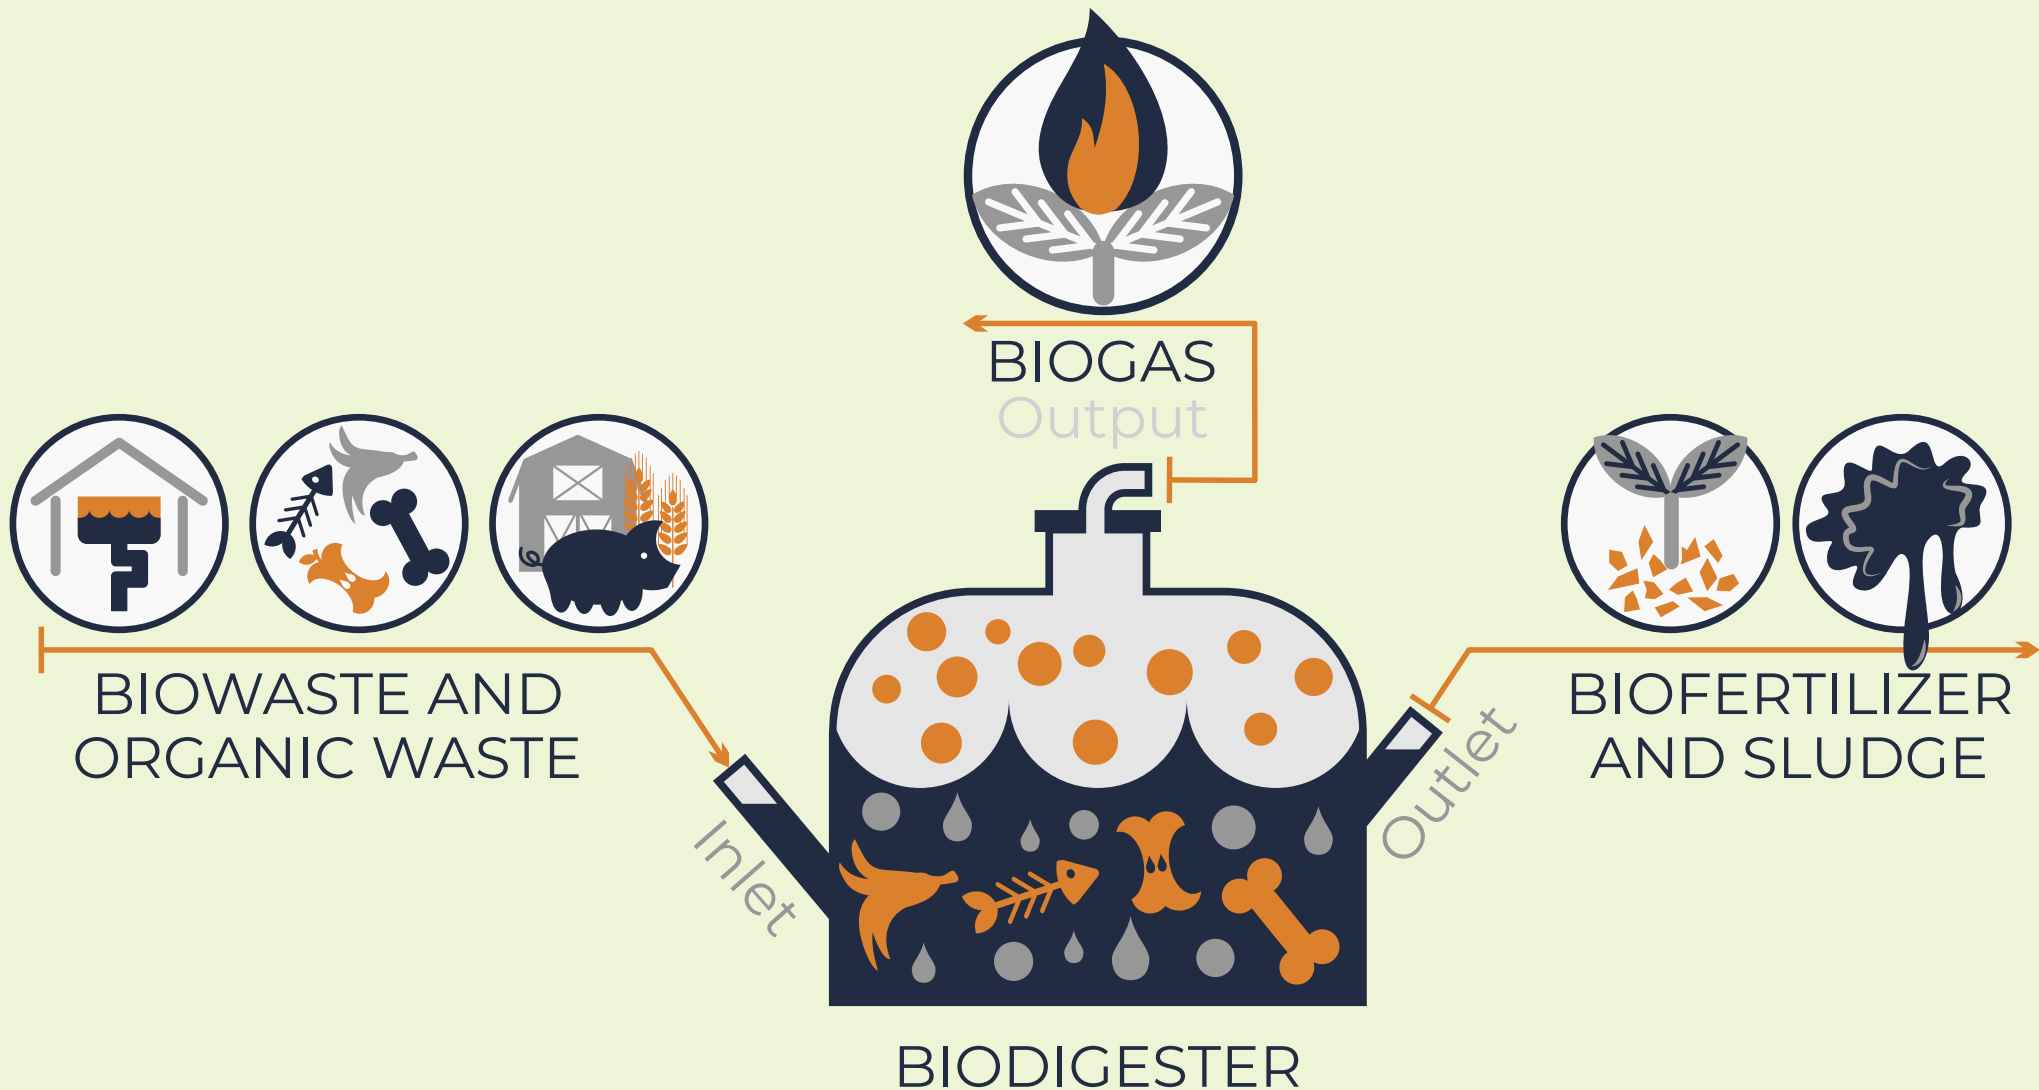 BIOGAS
Output
BIOWASTE AND
ORGANIC WASTE
Inlet
Outlet
BIOFERTILIZER
AND SLUDGE
BIODIGESTER